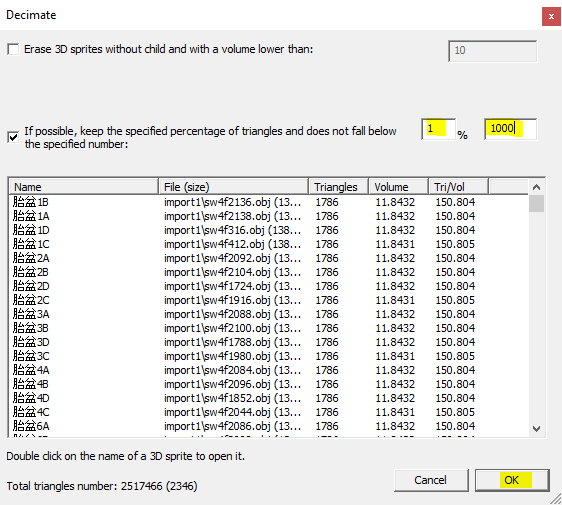 Decimate
x
Erase 3D sprites without child and with a volume lower than:
10
If possible, keep the specified percentage of triangles and does not fall below
the specified number:
1 % 1000
Name File (size) Triangles Volume Tri/Vol
胎盆1B import1\sw4f2136.obj (13... 1786 11.8432 150.804
胎盆1A import1\sw4f2138.obj (13... 1786 11.8432 150.804
胎盆1D import1\sw4f316.obj (138... 1786 11.8432 150.804
胎盆1C import1\sw4f412.obj (138... 1786 11.8431 150.805
胎盆2A import1\sw4f2092.obj (13... 1786 11.8432 150.804
胎盆2B import1\sw4f2104.obj (13... 1786 11.8432 150.804
胎盆2D import1\sw4f1724.obj (13... 1786 11.8432 150.804
胎盆2C import1\sw4f1916.obj (13... 1786 11.8431 150.805
胎盆3A import1\sw4f2088.obj (13... 1786 11.8432 150.804
胎盆3B import1\sw4f2100.obj (13... 1786 11.8432 150.804
胎盆3D import1\sw4f1788.obj (13... 1786 11.8432 150.804
胎盆3C import1\sw4f1980.obj (13... 1786 11.8431 150.805
胎盆4A import1\sw4f2084.obj (13... 1786 11.8432 150.804
胎盆4B import1\sw4f2096.obj (13... 1786 11.8432 150.804
胎盆4D import1\sw4f1852.obj (13... 1786 11.8432 150.804
胎盆4C import1\sw4f2044.obj (13... 1786 11.8431 150.805
胎盆6A import1\sw4f2086.obj (13... 1786 11.8432 150.804
Double click on the name of a 3D sprite to open it.
Total triangles number: 2517466 (2346)
Cancel OK